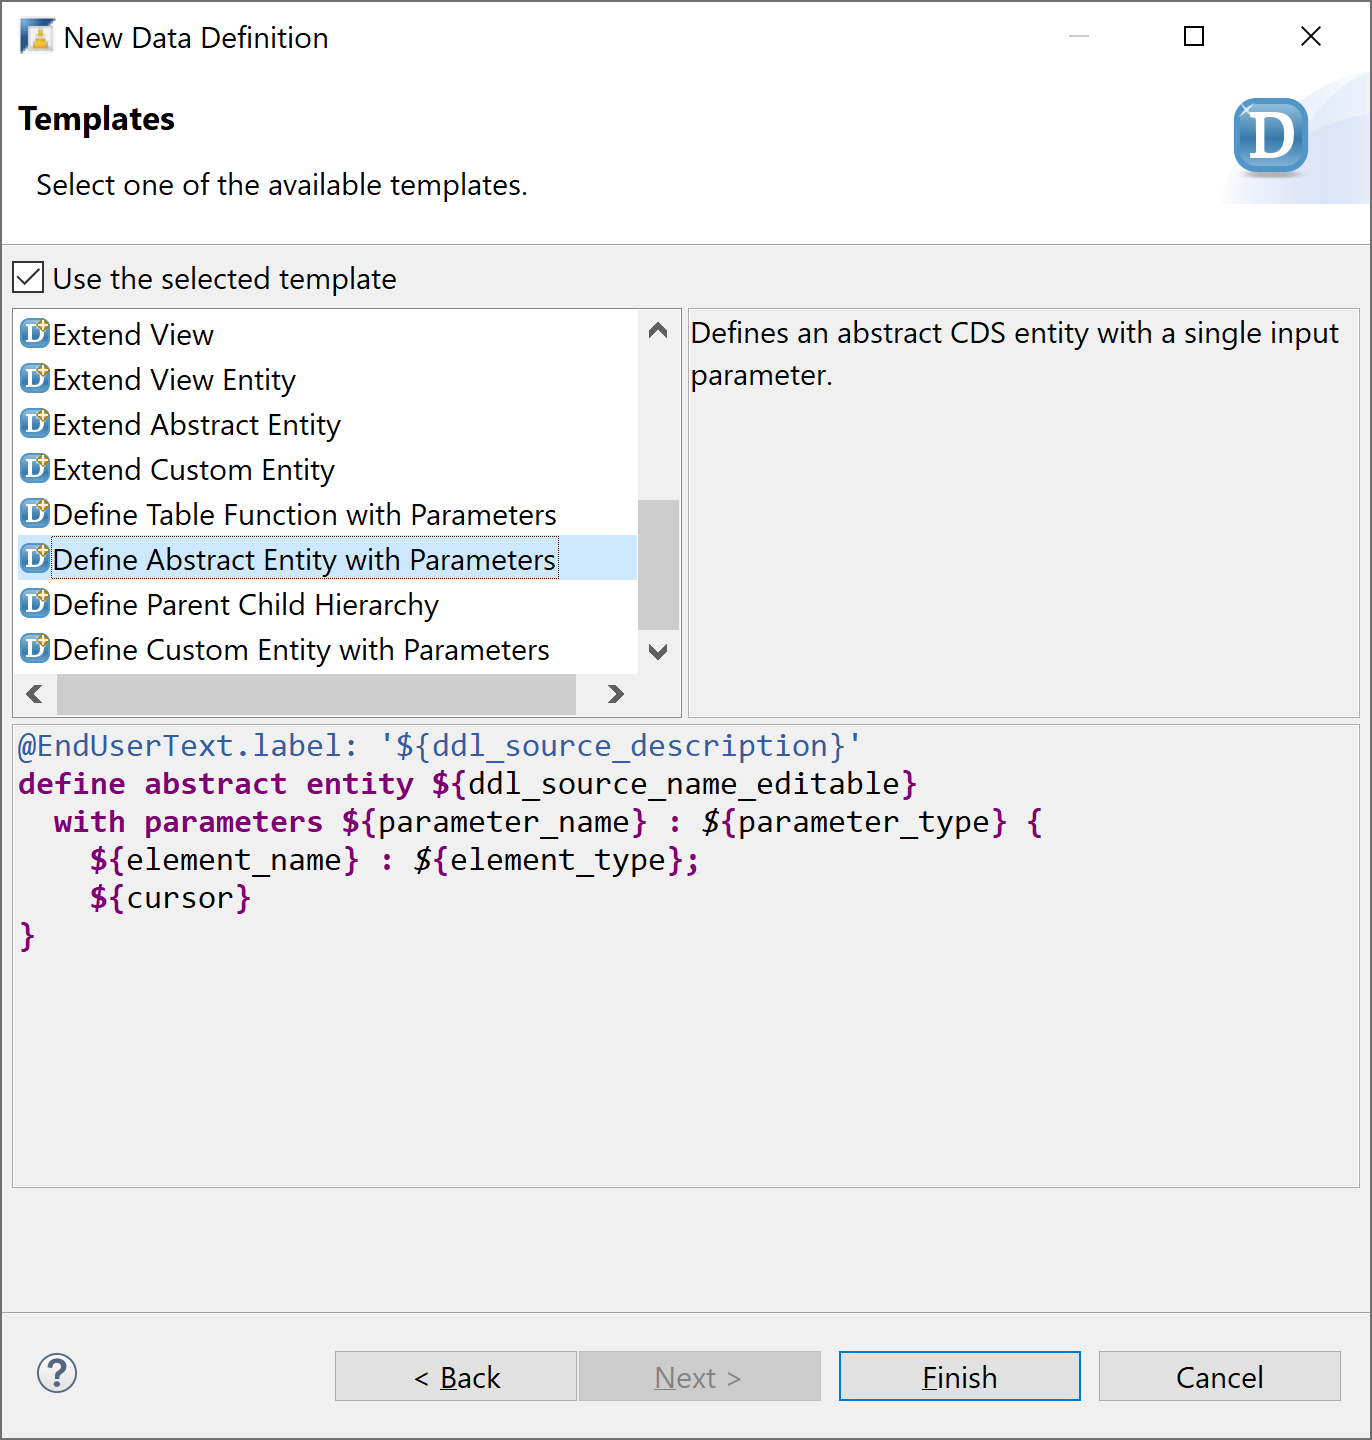 New Data Definition
Templates
D
Select one of the available templates.
Use the selected template
Extend View
Extend View Entity
Extend Abstract Entity
Extend Custom Entity
Define Table Function with Parameters
Define Abstract Entity with Parameters
Define Parent Child Hierarchy
Define Custom Entity with Parameters
Defines an abstract CDS entity with a single input
parameter.
@EndUserText.label: '${ddl_source_description}'
define abstract entity ${ddl_source_name_editable}
  with parameters ${parameter_name} : ${parameter_type} {
    ${element_name} : ${element_type};
    ${cursor}
}
? < Back Next > Finish Cancel